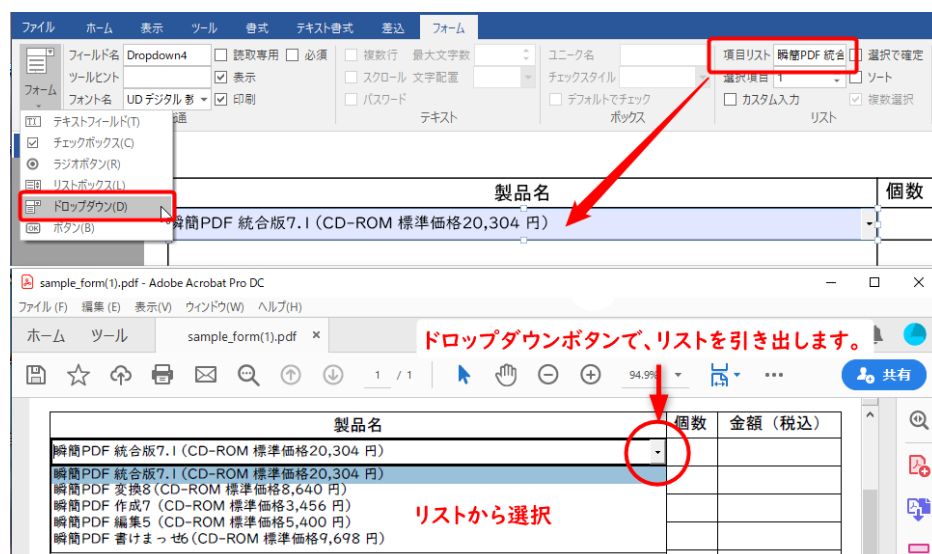 ファイル ホーム 表示 ツール 書式 テキスト書式 差込 フォーム
フィールド名 Dropdown4 読取専用 必須 複数行 最大文字数 ユニーク名 項目リスト 瞬簡PDF 統合 選択で確定
ツールヒント 表示 スクロール 文字配置 チェックスタイル 選択項目 1 ソート
フォーム フォント名 UD デジタル 教 印刷 パスワード デフォルトでチェック カスタム入力 複数選択
通 テキスト ボックス リスト
テキストフィールド(T)
チェックボックス(C)
ラジオボタン(R)
リストボックス(L)
ドロップダウン(D)
ボタン(B)
製品名 個数
瞬簡PDF 統合版7.1(CD-ROM 標準価格20,304 円)
sample_form(1).pdf - Adobe Acrobat Pro DC
ファイル(F) 編集(E) 表示(V) ウィンドウ(W) ヘルプ(H)
ホーム ツール sample_form(1).pdf ×
ドロップダウンボタンで、リストを引き出します。
1 / 1 94.9% 共有
製品名 個数 金額(税込)
瞬簡PDF 統合版7.1(CD-ROM 標準価格20,304 円)
瞬簡PDF 統合版7.1(CD-ROM 標準価格20,304 円)
瞬簡PDF 変換8(CD-ROM 標準価格8,640 円)
瞬簡PDF 作成7 (CD-ROM 標準価格3,456 円)
瞬簡PDF 編集5 (CD-ROM 標準価格5,400 円)
瞬簡PDF 書けまっせ6(CD-ROM 標準価格9,698 円)
リストから選択